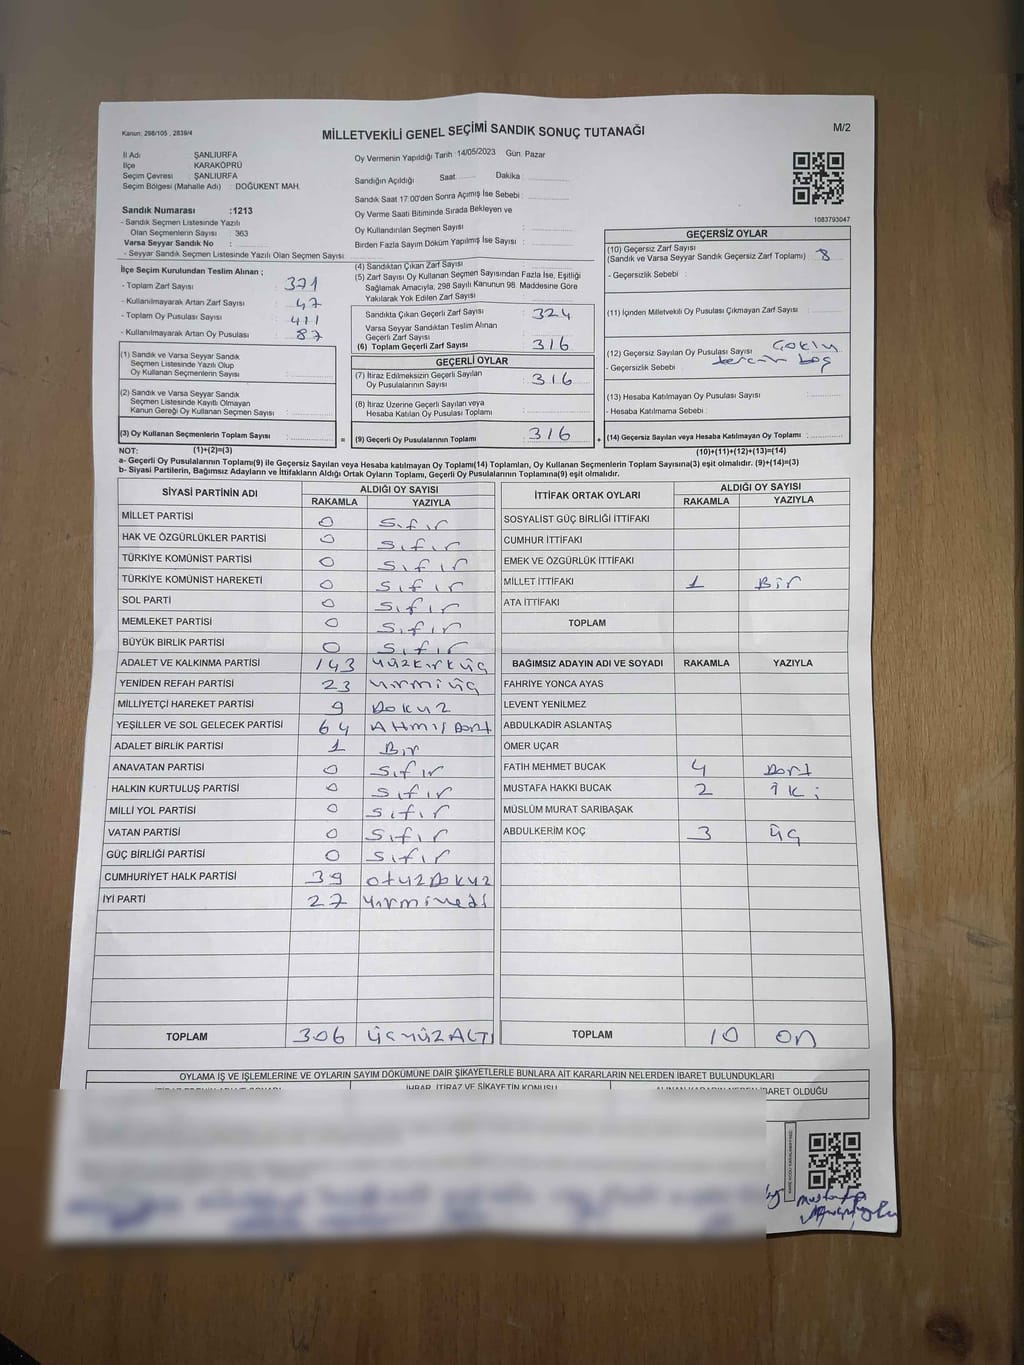 Kanun: 298/105 , 2839/4
MİLLETVEKİLİ GENEL SEÇİMİ SANDIK SONUÇ TUTANAĞI
M/2
İl Adı ŞANLIURFA
İlçe KARAKÖPRÜ
Seçim Çevresi : ŞANLIURFA
Seçim Bölgesi (Mahalle Adı) : DOĞUKENT MAH.
Oy Vermenin Yapıldığı Tarih :14/05/2023 Gün: Pazar
Sandığın Açıldığı Saat: Dakika :
Sandık Saat 17:00'den Sonra Açımış İse Sebebi :
Oy Verme Saati Bitiminde Sırada Bekleyen ve
Oy Kullandırılan Seçmen Sayısı :
Birden Fazla Sayım Döküm Yapılmış İse Sayısı :
1083793047
Sandık Numarası :1213
- Sandık Seçmen Listesinde Yazılı
Olan Seçmenlerin Sayısı : 363
Varsa Seyyar Sandık No :
- Seyyar Sandık Seçmen Listesinde Yazılı Olan Seçmen Sayısı
İlçe Seçim Kurulundan Teslim Alınan ;
- Toplam Zarf Sayısı : 371
- Kullanılmayarak Artan Zarf Sayısı : 47
- Toplam Oy Pusulası Sayısı : 411
- Kullanılmayarak Artan Oy Pusulası : 87
(1) Sandık ve Varsa Seyyar Sandık
Seçmen Listesinde Yazılı Olup
Oy Kullanan Seçmenlerin Sayısı :
(2) Sandık ve Varsa Seyyar Sandık
Seçmen Listesinde Kayıtlı Olmayan
Kanun Gereği Oy Kullanan Seçmen Sayısı :
(3) Oy Kullanan Seçmenlerin Toplam Sayısı :
(4) Sandıktan Çıkan Zarf Sayısı :
(5) Zarf Sayısı Oy Kullanan Seçmen Sayısından Fazla İse, Eşitliği
Sağlamak Amacıyla, 298 Sayılı Kanunun 98. Maddesine Göre
Yakılarak Yok Edilen Zarf Sayısı :
Sandıkta Çıkan Geçerli Zarf Sayısı : 324
Varsa Seyyar Sandıktan Teslim Alınan
Geçerli Zarf Sayısı :
(6) Toplam Geçerli Zarf Sayısı : 316
GEÇERLİ OYLAR
(7) İtiraz Edilmeksizin Geçerli Sayılan
Oy Pusulalarının Sayısı : 316
(8) İtiraz Üzerine Geçerli Sayılan veya
Hesaba Katılan Oy Pusulası Toplamı :
= (9) Geçerli Oy Pusulalarının Toplamı : 316 +
GEÇERSİZ OYLAR
(10) Geçersiz Zarf Sayısı
(Sandık ve Varsa Seyyar Sandık Geçersiz Zarf Toplamı) : 8
- Geçersizlik Sebebi :
(11) İçinden Milletvekili Oy Pusulası Çıkmayan Zarf Sayısı :
(12) Geçersiz Sayılan Oy Pusulası Sayısı : Çoklu
- Geçersizlik Sebebi : tercih boş
(13) Hesaba Katılmayan Oy Pusulası Sayısı :
- Hesaba Katılmama Sebebi :
(14) Geçersiz Sayılan veya Hesaba Katılmayan Oy Toplamı :
NOT: (1)+(2)=(3) (10)+(11)+(12)+(13)=(14)
a- Geçerli Oy Pusulalarının Toplamı(9) ile Geçersiz Sayılan veya Hesaba katılmayan Oy Toplamı(14) Toplamları, Oy Kullanan Seçmenlerin Toplam Sayısına(3) eşit olmalıdır. (9)+(14)=(3)
b- Siyasi Partilerin, Bağımsız Adayların ve İttifakların Aldığı Oyların Toplamı, Geçerli Oy Pusulalarının Toplamına(9) eşit olmalıdır.
SİYASİ PARTİNİN ADI ALDIĞI OY SAYISI
RAKAMLA YAZIYLA
MİLLET PARTİSİ 0 Sıfır
HAK VE ÖZGÜRLÜKLER PARTİSİ 0 Sıfır
TÜRKİYE KOMÜNİST PARTİSİ 0 Sıfır
TÜRKİYE KOMÜNİST HAREKETİ 0 Sıfır
SOL PARTİ 0 Sıfır
MEMLEKET PARTİSİ 0 Sıfır
BÜYÜK BİRLİK PARTİSİ 0 Sıfır
ADALET VE KALKINMA PARTİSİ 143 yüzkırküç
YENİDEN REFAH PARTİSİ 23 yirmiüç
MİLLİYETÇİ HAREKET PARTİSİ 9 Dokuz
YEŞİLLER VE SOL GELECEK PARTİSİ 64 Atmış Dört
ADALET BİRLİK PARTİSİ 1 Bir
ANAVATAN PARTİSİ 0 Sıfır
HALKIN KURTULUŞ PARTİSİ 0 Sıfır
MİLLİ YOL PARTİSİ 0 Sıfır
VATAN PARTİSİ 0 Sıfır
GÜÇ BİRLİĞİ PARTİSİ 0 Sıfır
CUMHURİYET HALK PARTİSİ 39 otuzDokuz
İYİ PARTİ 27 yirmiyedi
TOPLAM 306 üçyüzALTI
İTTİFAK ORTAK OYLARI ALDIĞI OY SAYISI
RAKAMLA YAZIYLA
SOSYALİST GÜÇ BİRLİĞİ İTTİFAKI
CUMHUR İTTİFAKI
EMEK VE ÖZGÜRLÜK İTTİFAKI
MİLLET İTTİFAKI 1 Bir
ATA İTTİFAKI
TOPLAM
BAĞIMSIZ ADAYIN ADI VE SOYADI RAKAMLA YAZIYLA
FAHRİYE YONCA AYAS
LEVENT YENİLMEZ
ABDULKADİR ASLANTAŞ
ÖMER UÇAR
FATİH MEHMET BUCAK 4 Dört
MUSTAFA HAKKI BUCAK 2 İki
MÜSLÜM MURAT SARIBAŞAK
ABDULKERİM KOÇ 3 üç
TOPLAM 10 on
OYLAMA İŞ VE İŞLEMLERİNE VE OYLARIN SAYIM DÖKÜMÜNE DAİR ŞİKAYETLERLE BUNLARA AİT KARARLARIN NELERDEN İBARET BULUNDUKLARI
İHBAR, İTİRAZ VE ŞİKAYETİN KONUSU
ALINAN KARARIN NEDEN İBARET OLDUĞU
Mustafa